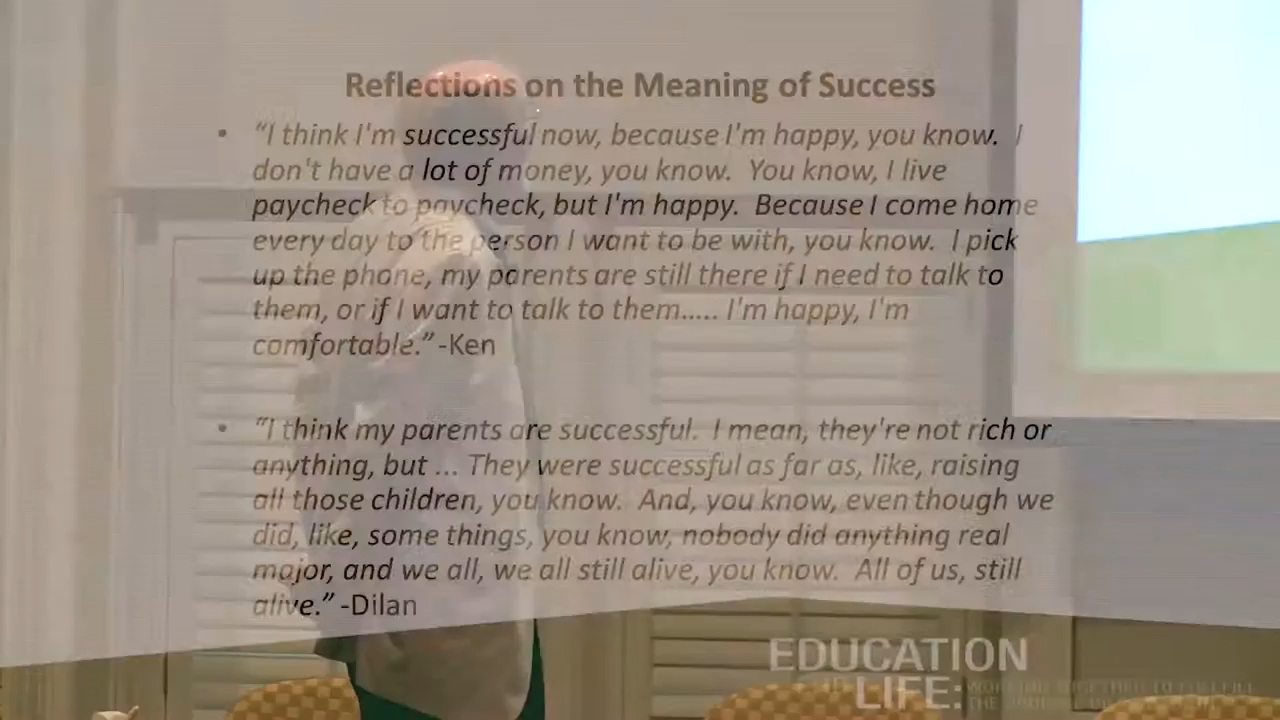 Reflections on the Meaning of Success
• “I think I'm successful now, because I'm happy, you know. I
don't have a lot of money, you know. You know, I live
paycheck to paycheck, but I'm happy. Because I come home
every day to the person I want to be with, you know. I pick
up the phone, my parents are still there if I need to talk to
them, or if I want to talk to them..... I'm happy, I'm
comfortable.” -Ken
• “I think my parents are successful. I mean, they're not rich or
anything, but ... They were successful as far as, like, raising
all those children, you know. And, you know, even though we
did, like, some things, you know, nobody did anything real
major, and we all, we all still alive, you know. All of us, still
alive.” -Dilan
EDUCATION
LIFE: